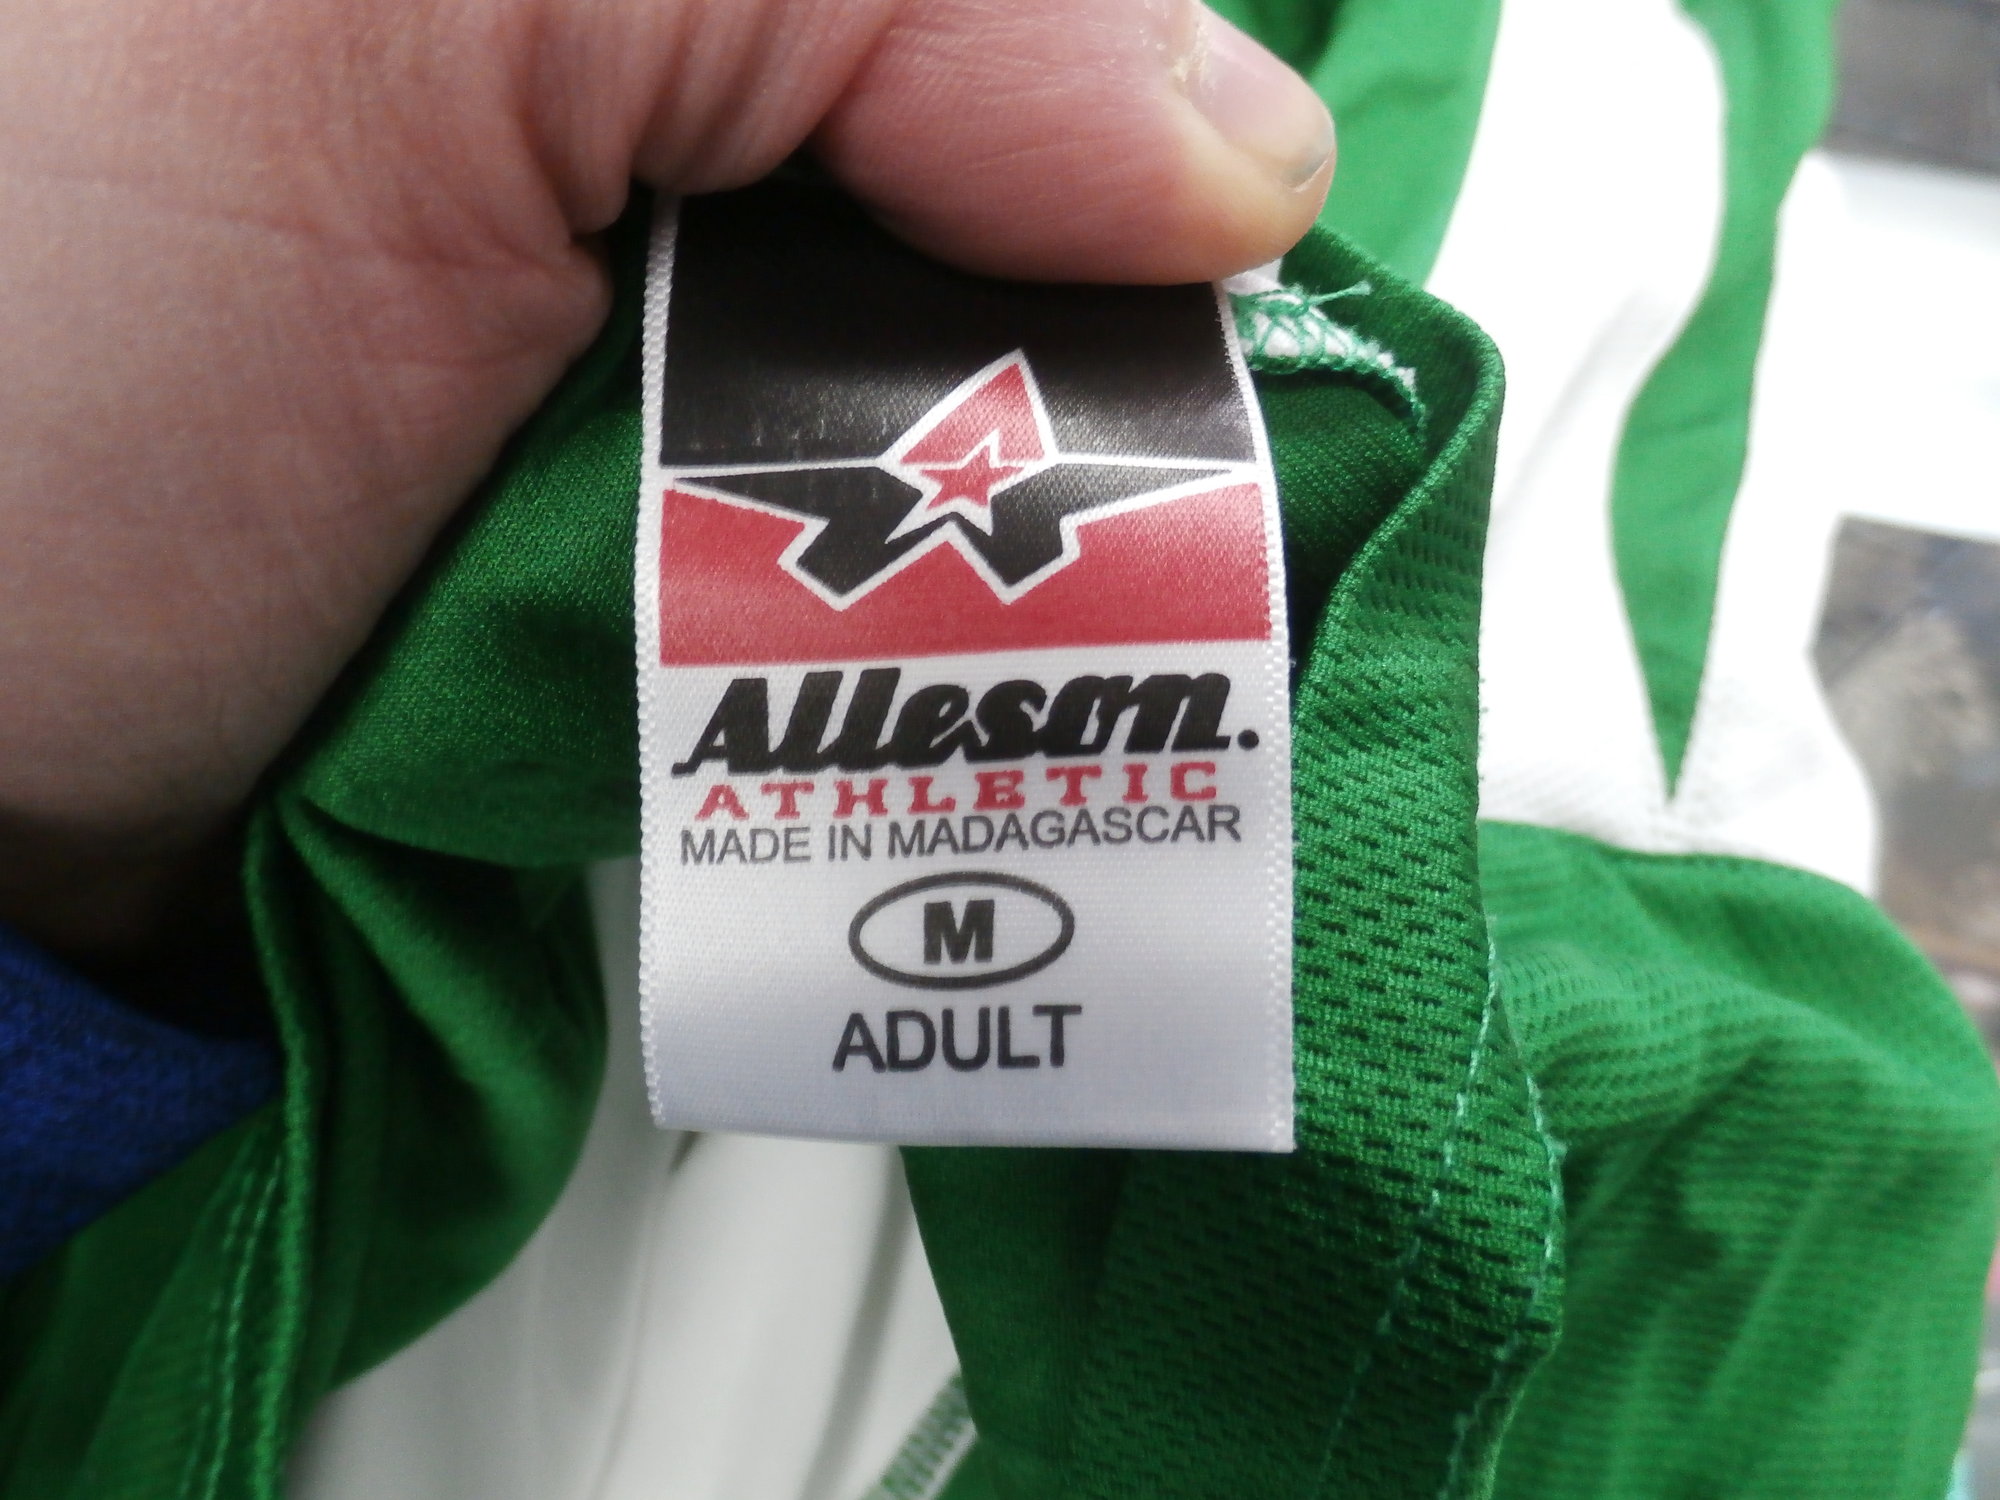 Alleson.
ATHLETIC
MADE IN MADAGASCAR
M
ADULT